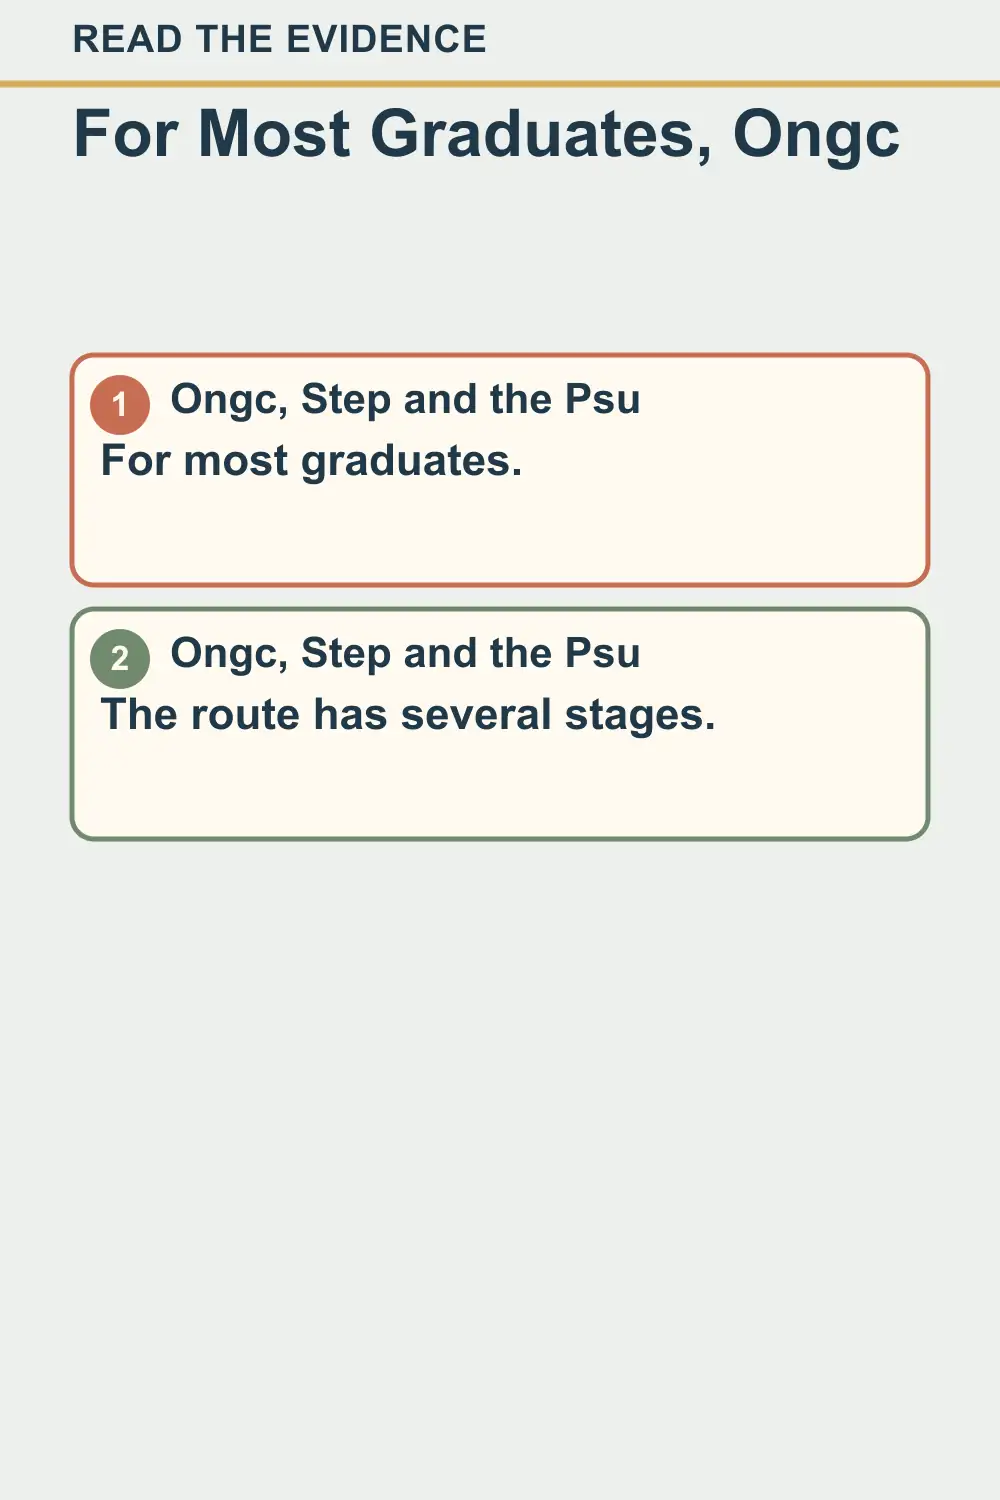 READ THE EVIDENCE
For Most Graduates, Ongc
1 Ongc, Step and the Psu
For most graduates.
2 Ongc, Step and the Psu
The route has several stages.